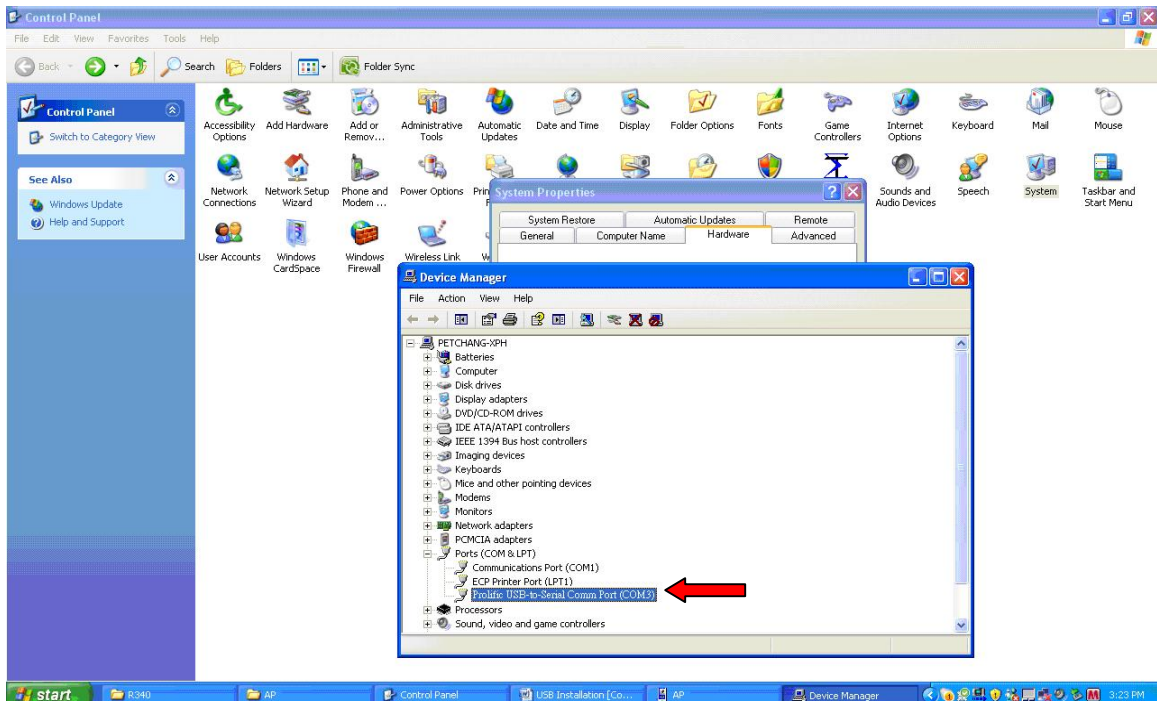 Control Panel
File Edit View Favorites Tools Help
Back Search Folders Folder Sync
Control Panel
Switch to Category View
See Also
Windows Update
Help and Support
Accessibility Options
Add Hardware
Add or Remov...
Administrative Tools
Automatic Updates
Date and Time
Display
Folder Options
Fonts
Game Controllers
Internet Options
Keyboard
Mail
Mouse
Network Connections
Network Setup Wizard
Phone and Modem ...
Power Options
Sounds and Audio Devices
Speech
System
Taskbar and Start Menu
User Accounts
Windows CardSpace
Windows Firewall
Wireless Link
System Properties
System Restore Automatic Updates Remote
General Computer Name Hardware Advanced
Device Manager
File Action View Help
PETCHANG-XPH
Batteries
Computer
Disk drives
Display adapters
DVD/CD-ROM drives
IDE ATA/ATAPI controllers
IEEE 1394 Bus host controllers
Imaging devices
Keyboards
Mice and other pointing devices
Modems
Monitors
Network adapters
PCMCIA adapters
Ports (COM & LPT)
Communications Port (COM1)
ECP Printer Port (LPT1)
Prolific USB-to-Serial Comm Port (COM3)
Processors
Sound, video and game controllers
start R340 AP Control Panel USB Installation [Co... AP Device Manager 3:23 PM